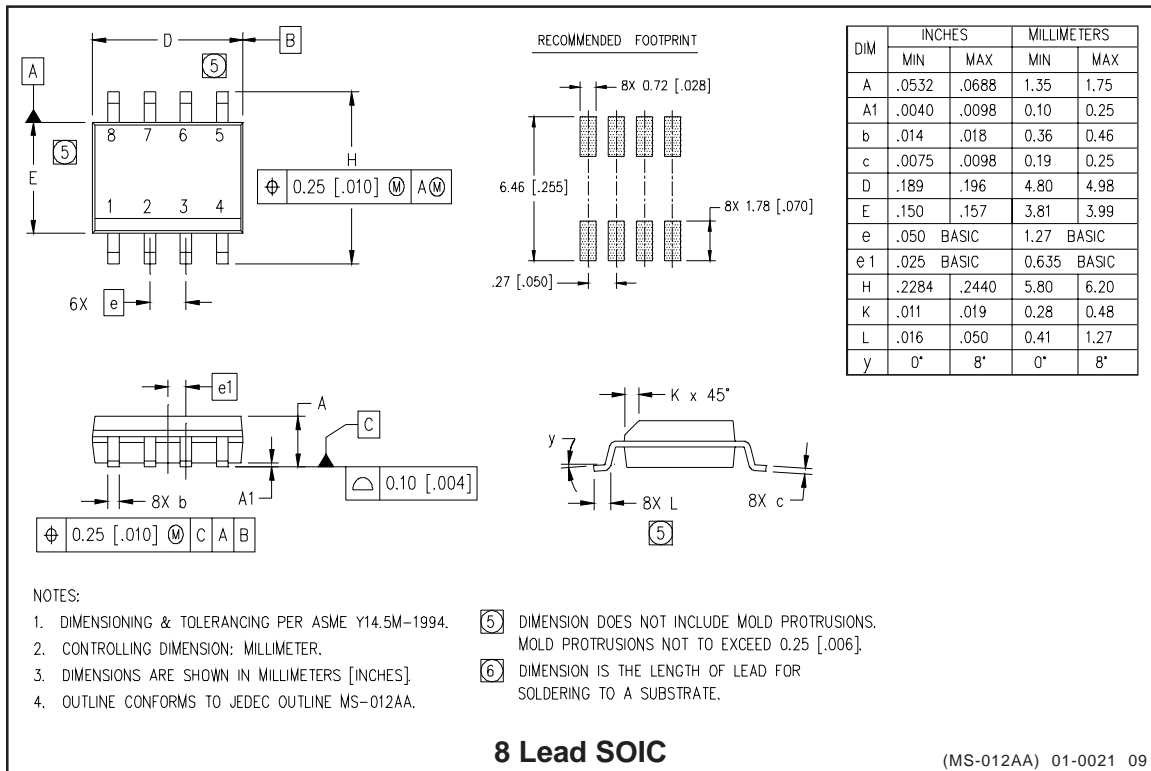 D
B
5
A
8 7 6 5
5
E
H
⌖ 0.25 [.010] Ⓜ A Ⓜ
1 2 3 4
6X e
RECOMMENDED FOOTPRINT
8X 0.72 [.028]
6.46 [.255]
8X 1.78 [.070]
.27 [.050]
DIM INCHES MILLIMETERS
MIN MAX MIN MAX
A .0532 .0688 1.35 1.75
A1 .0040 .0098 0.10 0.25
b .014 .018 0.36 0.46
c .0075 .0098 0.19 0.25
D .189 .196 4.80 4.98
E .150 .157 3.81 3.99
e .050 BASIC 1.27 BASIC
e1 .025 BASIC 0.635 BASIC
H .2284 .2440 5.80 6.20
K .011 .019 0.28 0.48
L .016 .050 0.41 1.27
y 0° 8° 0° 8°
e1
A
C
0.10 [.004]
8X b
A1
⌖ 0.25 [.010] Ⓜ C A B
K x 45°
y
8X L
5
8X c
NOTES:
1. DIMENSIONING & TOLERANCING PER ASME Y14.5M-1994.
2. CONTROLLING DIMENSION: MILLIMETER.
3. DIMENSIONS ARE SHOWN IN MILLIMETERS [INCHES].
4. OUTLINE CONFORMS TO JEDEC OUTLINE MS-012AA.
5 DIMENSION DOES NOT INCLUDE MOLD PROTRUSIONS.
MOLD PROTRUSIONS NOT TO EXCEED 0.25 [.006].
6 DIMENSION IS THE LENGTH OF LEAD FOR
SOLDERING TO A SUBSTRATE.
8 Lead SOIC
(MS-012AA) 01-0021 09